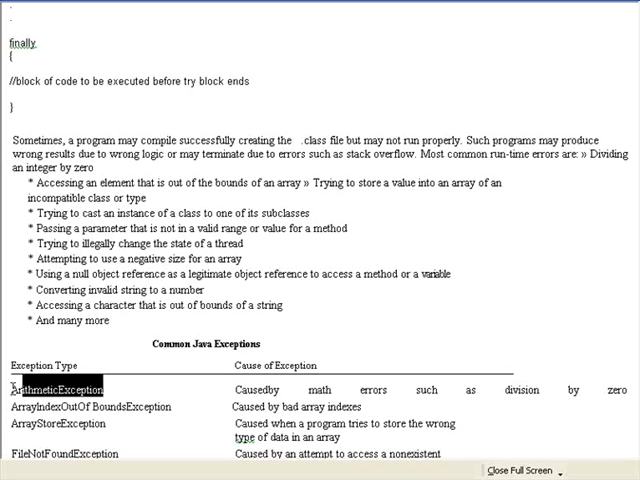 .
.
finally
{
//block of code to be executed before try block ends
}
Sometimes, a program may compile successfully creating the .class file but may not run properly. Such programs may produce
wrong results due to wrong logic or may terminate due to errors such as stack overflow. Most common run-time errors are: » Dividing
an integer by zero
* Accessing an element that is out of the bounds of an array » Trying to store a value into an array of an
incompatible class or type
* Trying to cast an instance of a class to one of its subclasses
* Passing a parameter that is not in a valid range or value for a method
* Trying to illegally change the state of a thread
* Attempting to use a negative size for an array
* Using a null object reference as a legitimate object reference to access a method or a variable
* Converting invalid string to a number
* Accessing a character that is out of bounds of a string
* And many more
Common Java Exceptions
Exception Type Cause of Exception
ArithmeticException Causedby math errors such as division by zero
ArrayIndexOutOf BoundsException Caused by bad array indexes
ArrayStoreException Caused when a program tries to store the wrong
type of data in an array
FileNotFoundException Caused by an attempt to access a nonexistent
Close Full Screen